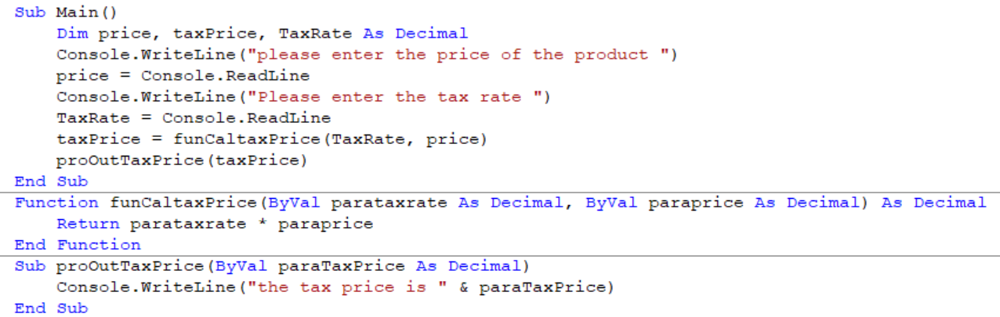 Sub Main()
Dim price, taxPrice, TaxRate As Decimal
Console.WriteLine("please enter the price of the product ")
price = Console.ReadLine
Console.WriteLine("Please enter the tax rate ")
TaxRate = Console.ReadLine
taxPrice = funCaltaxPrice(TaxRate, price)
proOutTaxPrice(taxPrice)
End Sub
Function funCaltaxPrice(ByVal parataxrate As Decimal, ByVal paraprice As Decimal) As Decimal
Return parataxrate * paraprice
End Function
Sub proOutTaxPrice(ByVal paraTaxPrice As Decimal)
Console.WriteLine("the tax price is " & paraTaxPrice)
End Sub